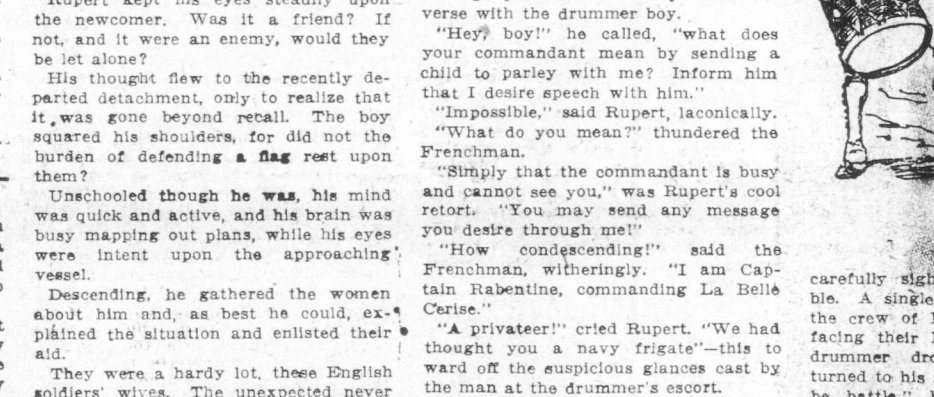 Rupert kept his eyes steadily upon
the newcomer. Was it a friend? If
not, and it were an enemy, would they
be let alone?
His thought flew to the recently de-
parted detachment, only to realize that
it was gone beyond recall. The boy
squared his shoulders, for did not the
burden of defending a flag rest upon
them?
Unschooled though he was, his mind
was quick and active, and his brain was
busy mapping out plans, while his eyes
were intent upon the approaching
vessel.
Descending, he gathered the women
about him and, as best he could, ex-
plained the situation and enlisted their
aid.
They were a hardy lot, these English
soldiers' wives. The unexpected never
verse with the drummer boy.
"Hey, boy!" he called, "what does
your commandant mean by sending a
child to parley with me? Inform him
that I desire speech with him."
"Impossible," said Rupert, laconically.
"What do you mean?" thundered the
Frenchman.
"Simply that the commandant is busy
and cannot see you," was Rupert's cool
retort. "You may send any message
you desire through me!"
"How condescending!" said the
Frenchman, witheringly. "I am Cap-
tain Rabentine, commanding La Belle
Cerise."
"A privateer!" cried Rupert. "We had
thought you a navy frigate"—this to
ward off the suspicious glances cast by
the man at the drummer's escort.
carefully sigh
ble. A single
the crew of
facing their
drummer dro
turned to his
be battle"